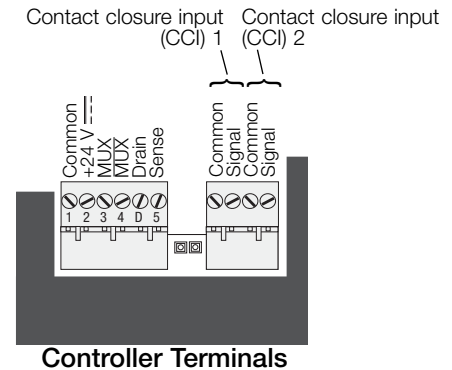 Contact closure input
(CCI) 1
Contact closure input
(CCI) 2
Common
+24 V
MUX
MUX
Drain
Sense
Common
Signal
Common
Signal
1 2 3 4 D 5
Controller Terminals